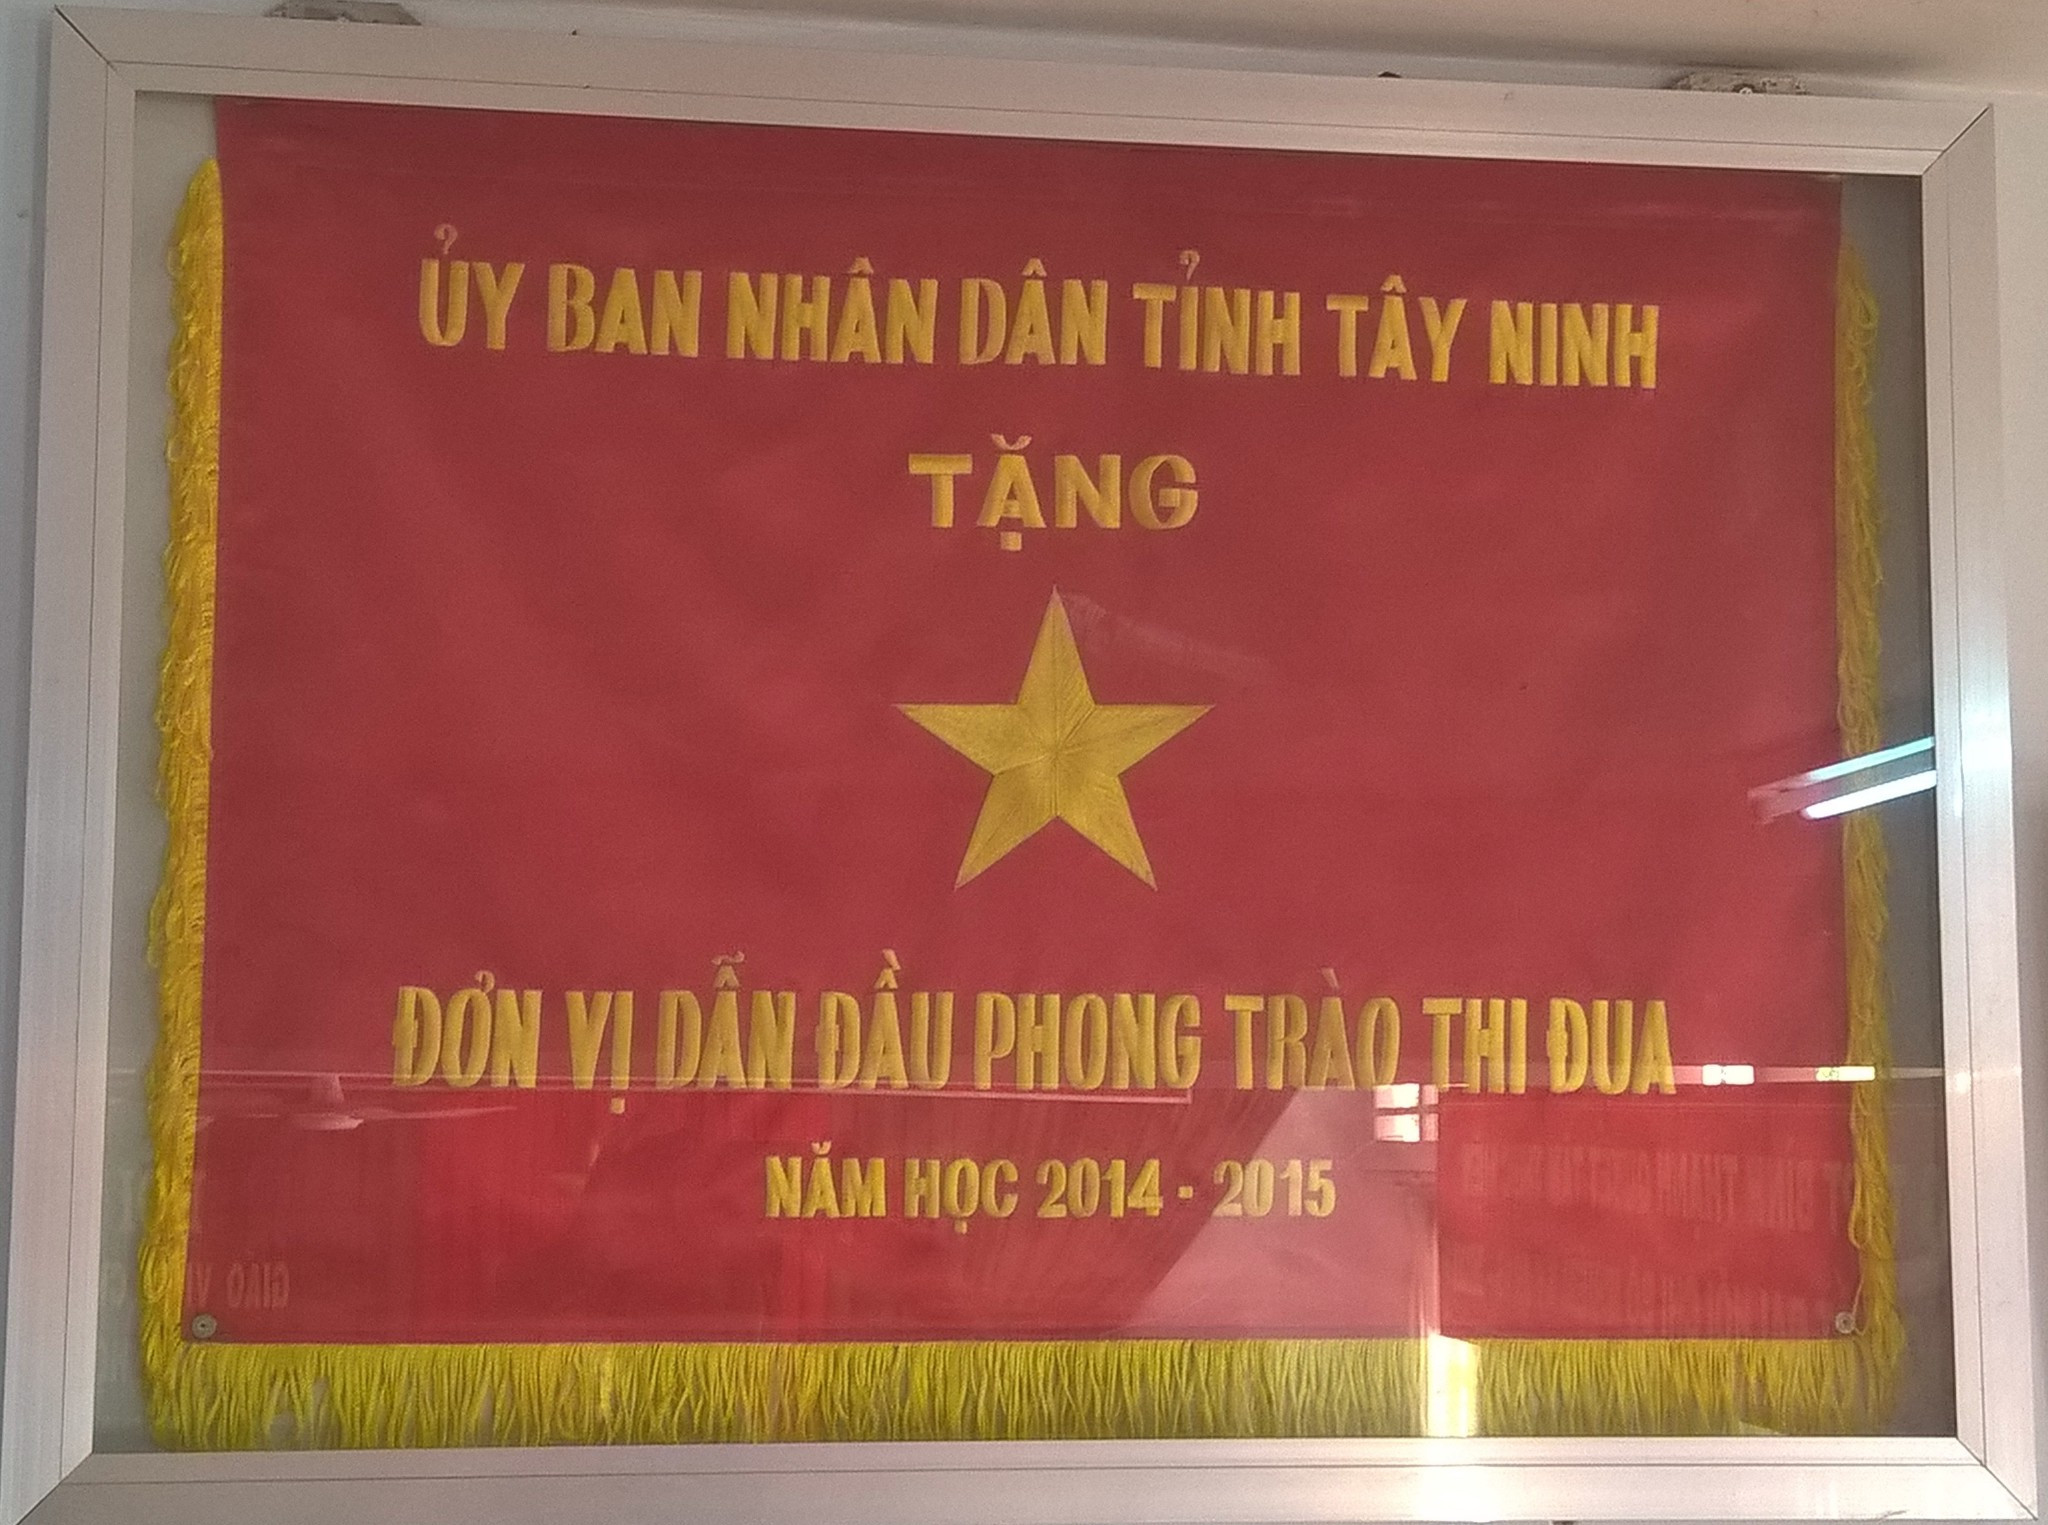 ỦY BAN NHÂN DÂN TỈNH TÂY NINH
TẶNG
ĐƠN VỊ DẪN ĐẦU PHONG TRÀO THI ĐUA
NĂM HỌC 2014 - 2015